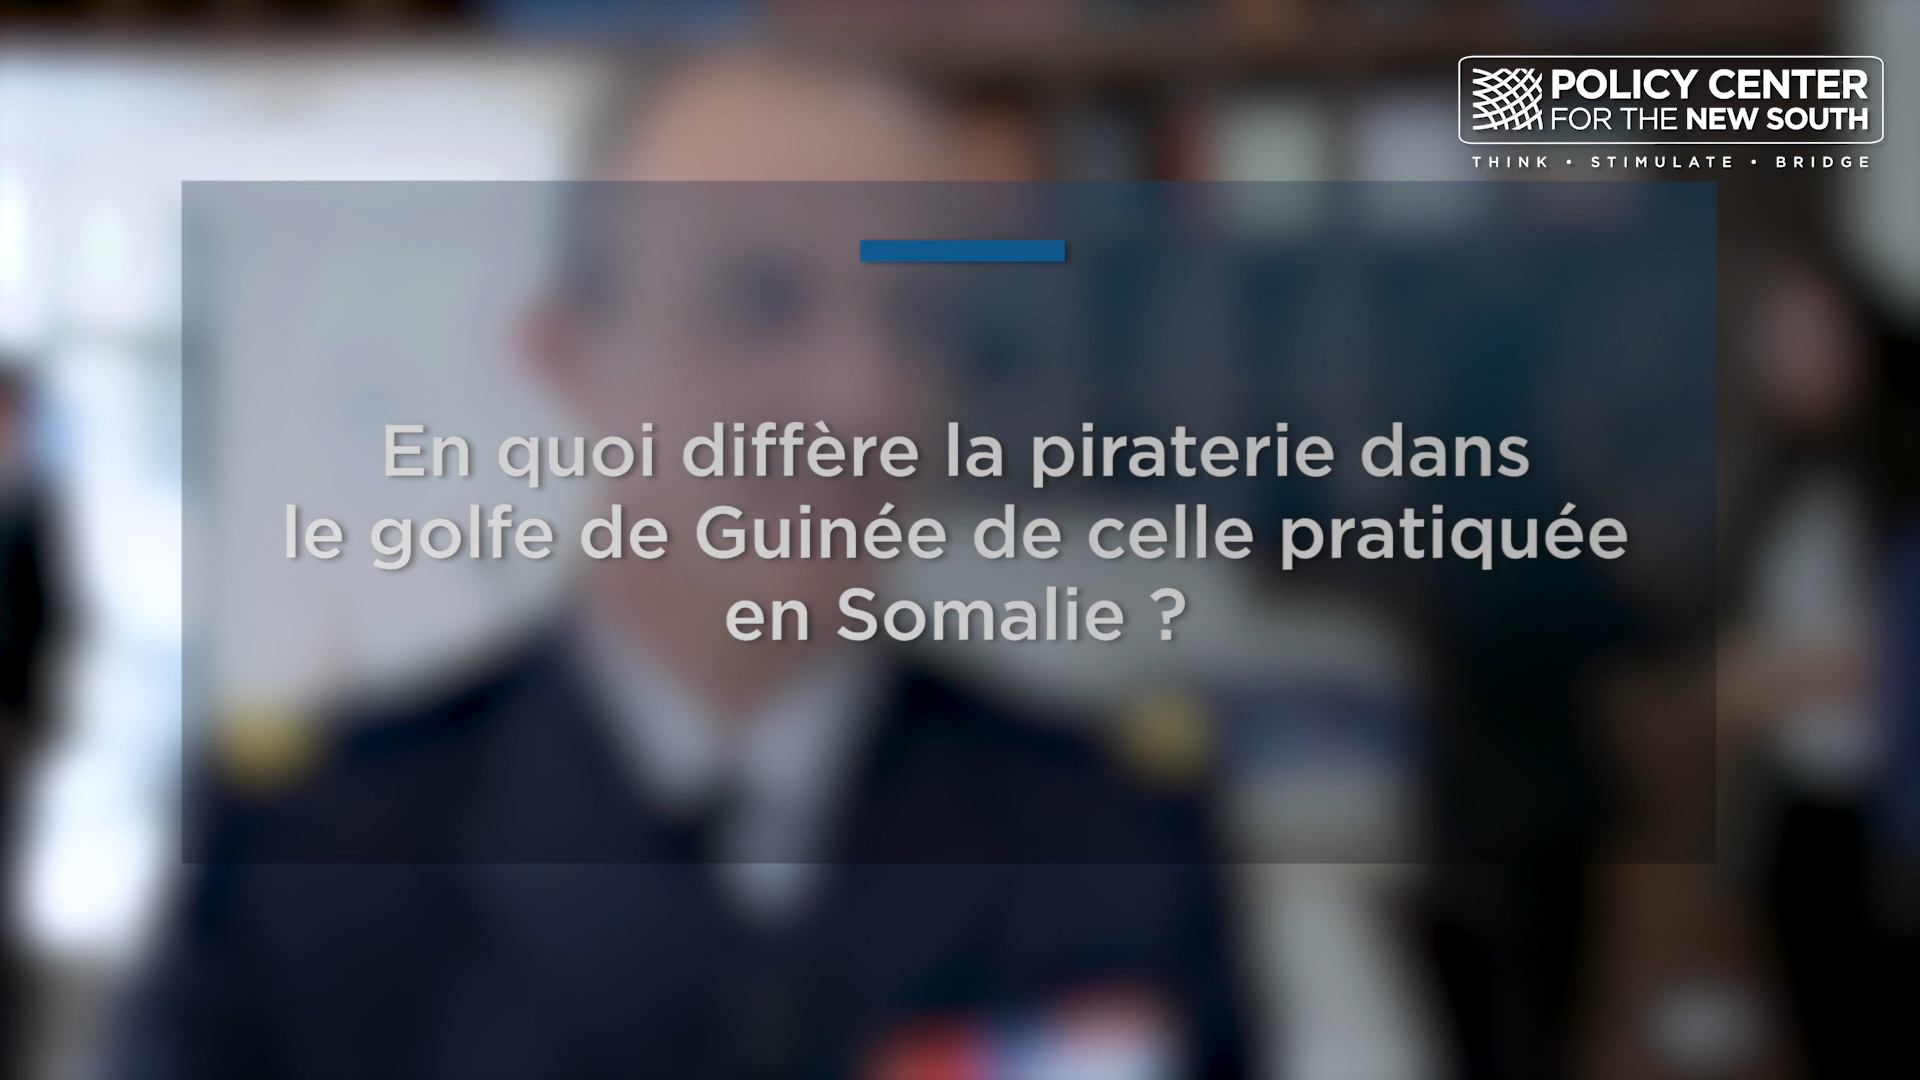 POLICY CENTER
FOR THE NEW SOUTH
THINK • STIMULATE • BRIDGE
En quoi diffère la piraterie dans
le golfe de Guinée de celle pratiquée
en Somalie ?